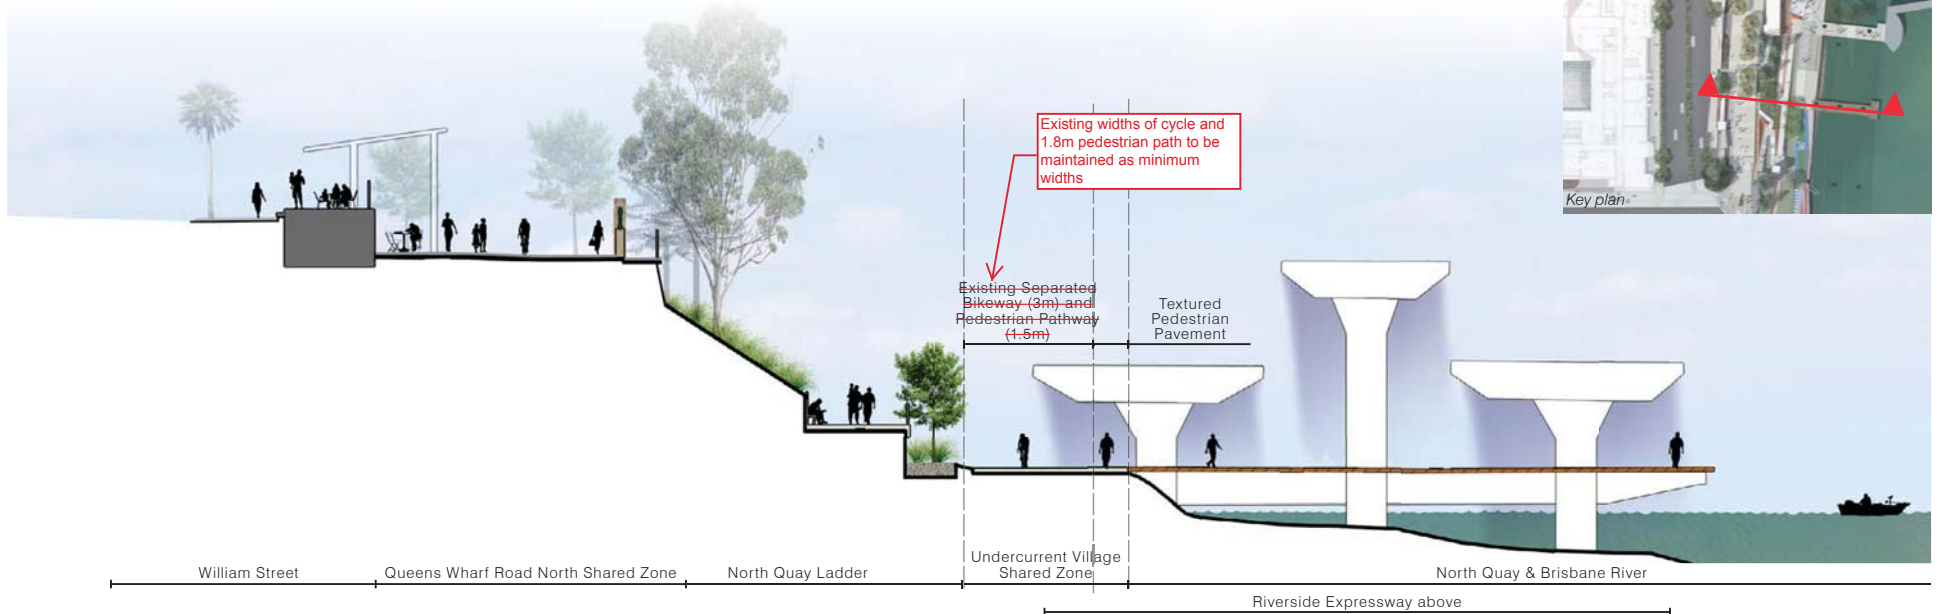 Existing widths of cycle and
1.8m pedestrian path to be
maintained as minimum
widths
Key plan
Existing Separated
Bikeway (3m) and
Pedestrian Pathway
(1.5m)
Textured
Pedestrian
Pavement
William Street
Queens Wharf Road North Shared Zone
North Quay Ladder
Undercurrent Village
Shared Zone
North Quay & Brisbane River
Riverside Expressway above